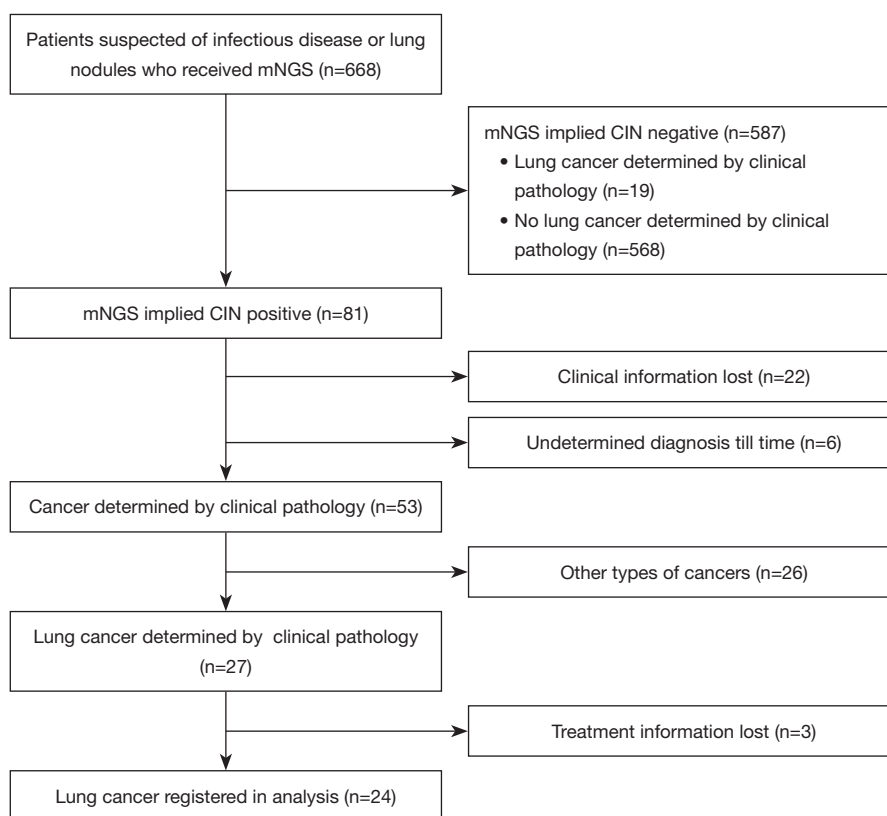 Patients suspected of infectious disease or lung
nodules who received mNGS (n=668)
mNGS implied CIN negative (n=587)
• Lung cancer determined by clinical
pathology (n=19)
• No lung cancer determined by clinical
pathology (n=568)
mNGS implied CIN positive (n=81)
Clinical information lost (n=22)
Undetermined diagnosis till time (n=6)
Cancer determined by clinical pathology (n=53)
Other types of cancers (n=26)
Lung cancer determined by clinical pathology
(n=27)
Treatment information lost (n=3)
Lung cancer registered in analysis (n=24)